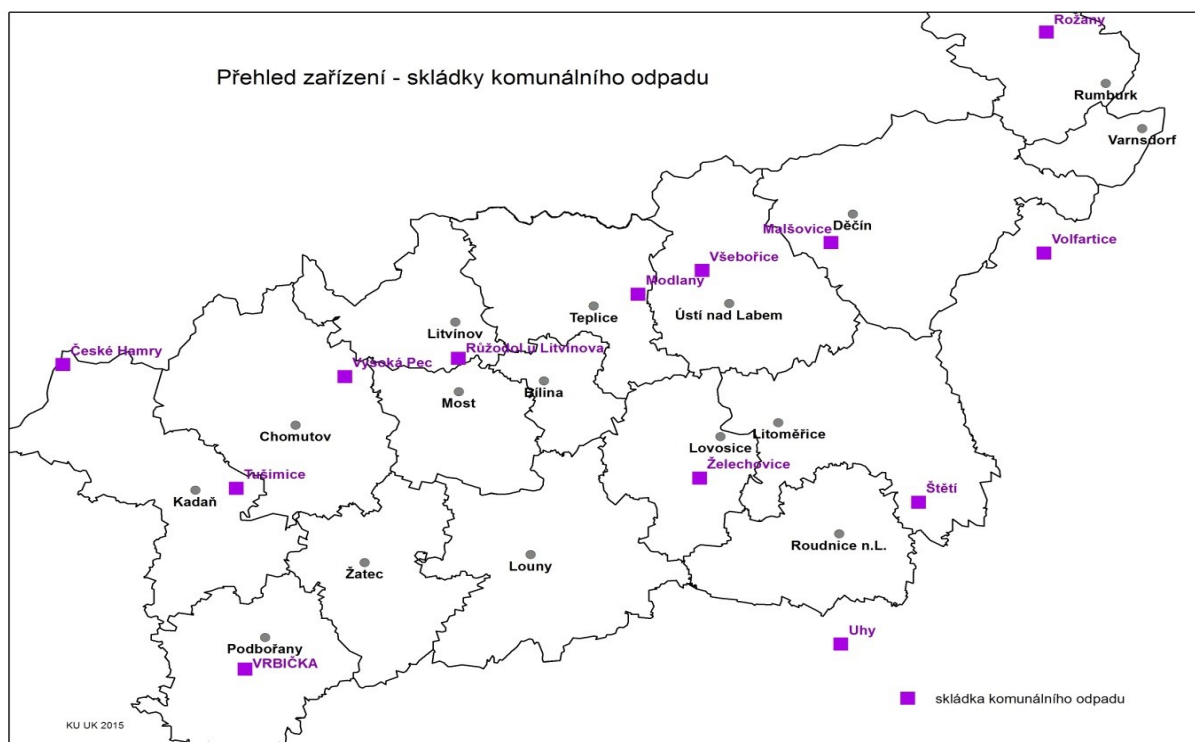 Rožany
Přehled zařízení - skládky komunálního odpadu
Rumburk
Varnsdorf
Malšovice
Děčín
Volfartice
Všebořice
Modlany
Teplice
Ústí nad Labem
Litvínov
České Hamry
Vysoká Pec
Růžodol u Litvínova
Bílina
Most
Chomutov
Litoměřice
Lovosice
Želechovice
Tušimice
Kadaň
Štětí
Roudnice n.L.
Louny
Žatec
Uhy
Podbořany
VRBIČKA
skládka komunálního odpadu
KU UK 2015